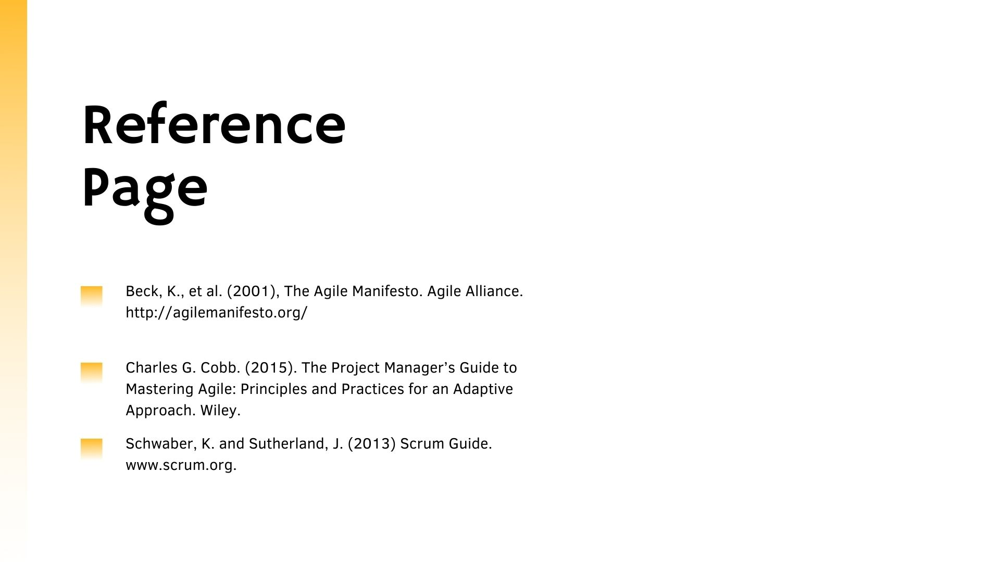 Reference
Page
Beck, K., et al. (2001), The Agile Manifesto. Agile Alliance.
http://agilemanifesto.org/
Charles G. Cobb. (2015). The Project Manager’s Guide to
Mastering Agile: Principles and Practices for an Adaptive
Approach. Wiley.
Schwaber, K. and Sutherland, J. (2013) Scrum Guide.
www.scrum.org.